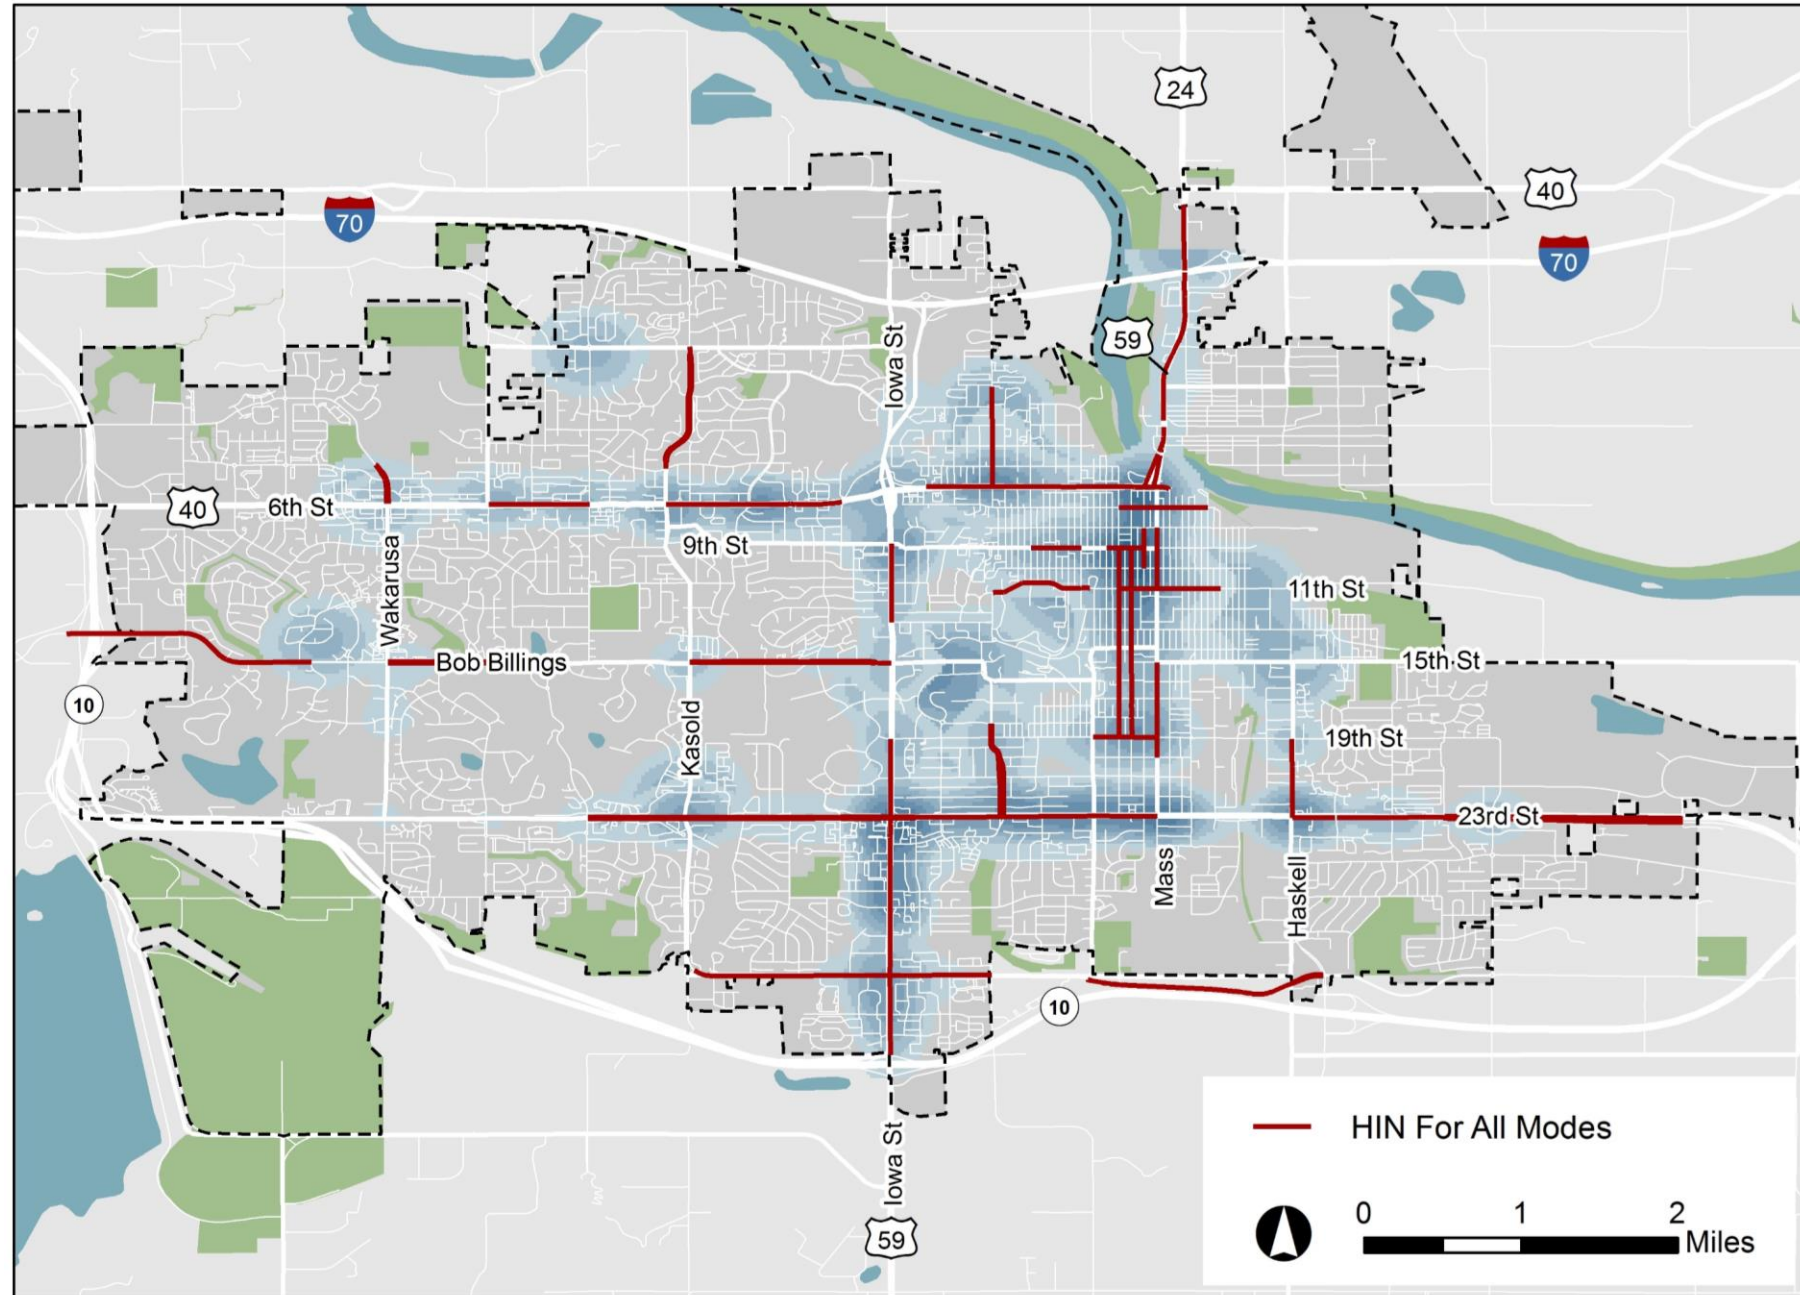 24
40
70
70
59
Iowa St
40
6th St
9th St
Wakarusa
11th St
Bob Billings
15th St
10
Kasold
19th St
23rd St
Mass
Haskell
10
HIN For All Modes
Iowa St
59
0 1 2
Miles